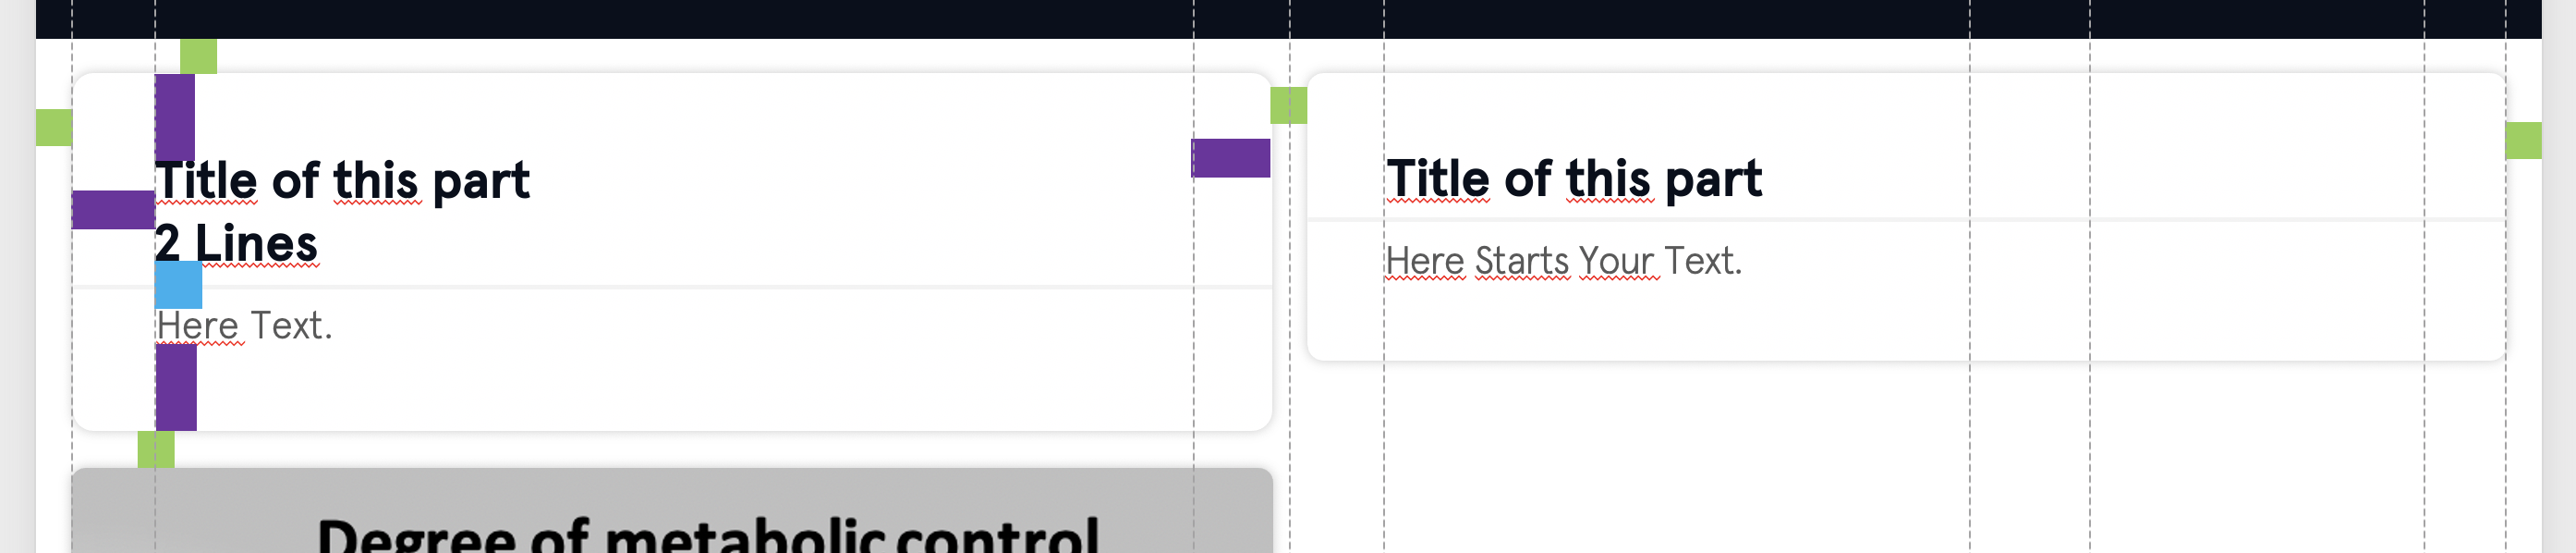 Title of this part
2 Lines
Here Text.
Title of this part
Here Starts Your Text.
Degree of metabolic control